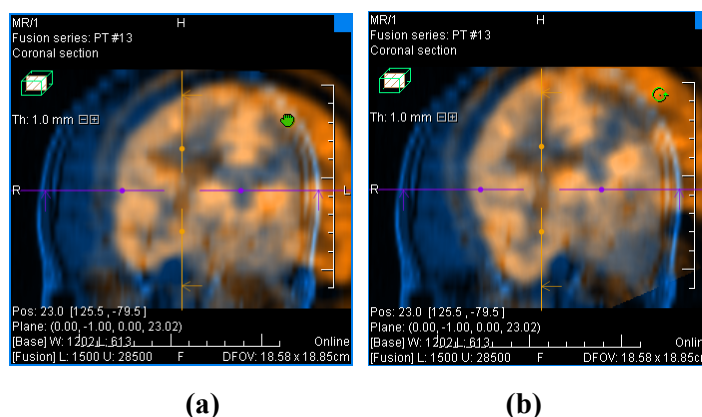 MR/1
H
Fusion series: PT #13
Coronal section
Th: 1.0 mm
R
L
Pos: 23.0 [125.5 , -79.5 ]
Plane: (0.00, -1.00, 0.00, 23.02)
[Base] W: 1202 L: 613
Online
[Fusion] L: 1500 U: 28500
F
DFOV: 18.58 x 18.85cm
(a)
MR/1
H
Fusion series: PT #13
Coronal section
Th: 1.0 mm
R
Pos: 23.0 [125.5 , -79.5 ]
Plane: (0.00, -1.00, 0.00, 23.02)
[Base] W: 1202 L: 613
Online
[Fusion] L: 1500 U: 28500
F
DFOV: 18.58 x 18.85cm
(b)